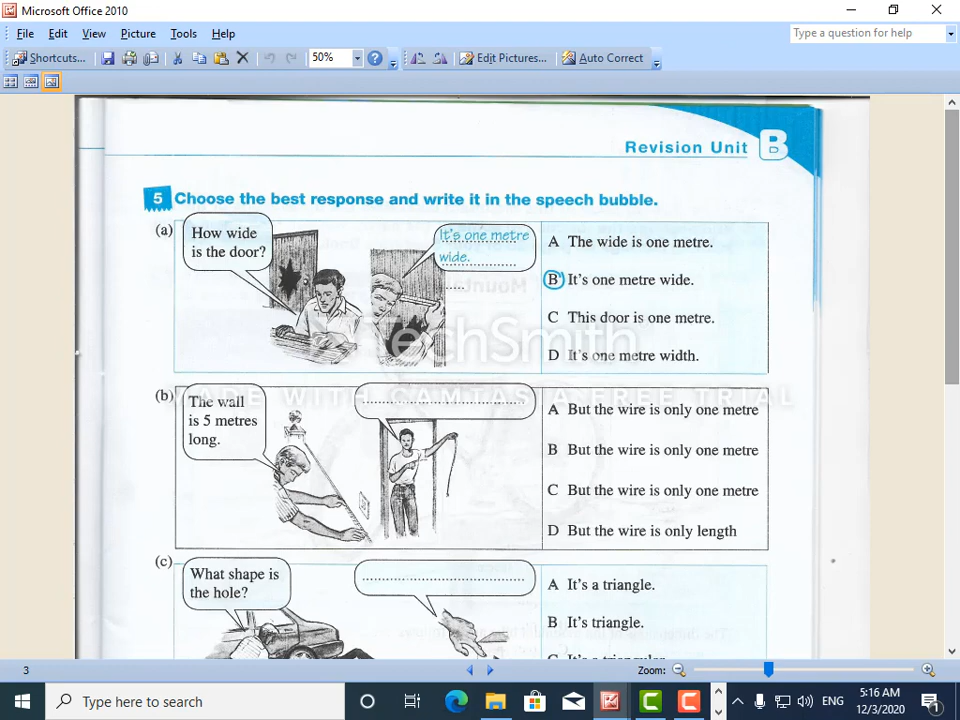 Microsoft Office 2010
File Edit View Picture Tools Help
Type a question for help
Shortcuts...
50%
Edit Pictures...
Auto Correct
Revision Unit B
5 Choose the best response and write it in the speech bubble.
(a)
How wide
is the door?
It's one metre
wide.
A The wide is one metre.
B It's one metre wide.
C This door is one metre.
D It's one metre width.
TechSmith
MADE WITH CAMTASIA FREE TRIAL
(b)
The wall
is 5 metres
long.
A But the wire is only one metre
B But the wire is only one metre
C But the wire is only one metre
D But the wire is only length
(c)
What shape is
the hole?
A It's a triangle.
B It's triangle.
C It's a triangular
3
Zoom:
Type here to search
ENG
5:16 AM
12/3/2020
1